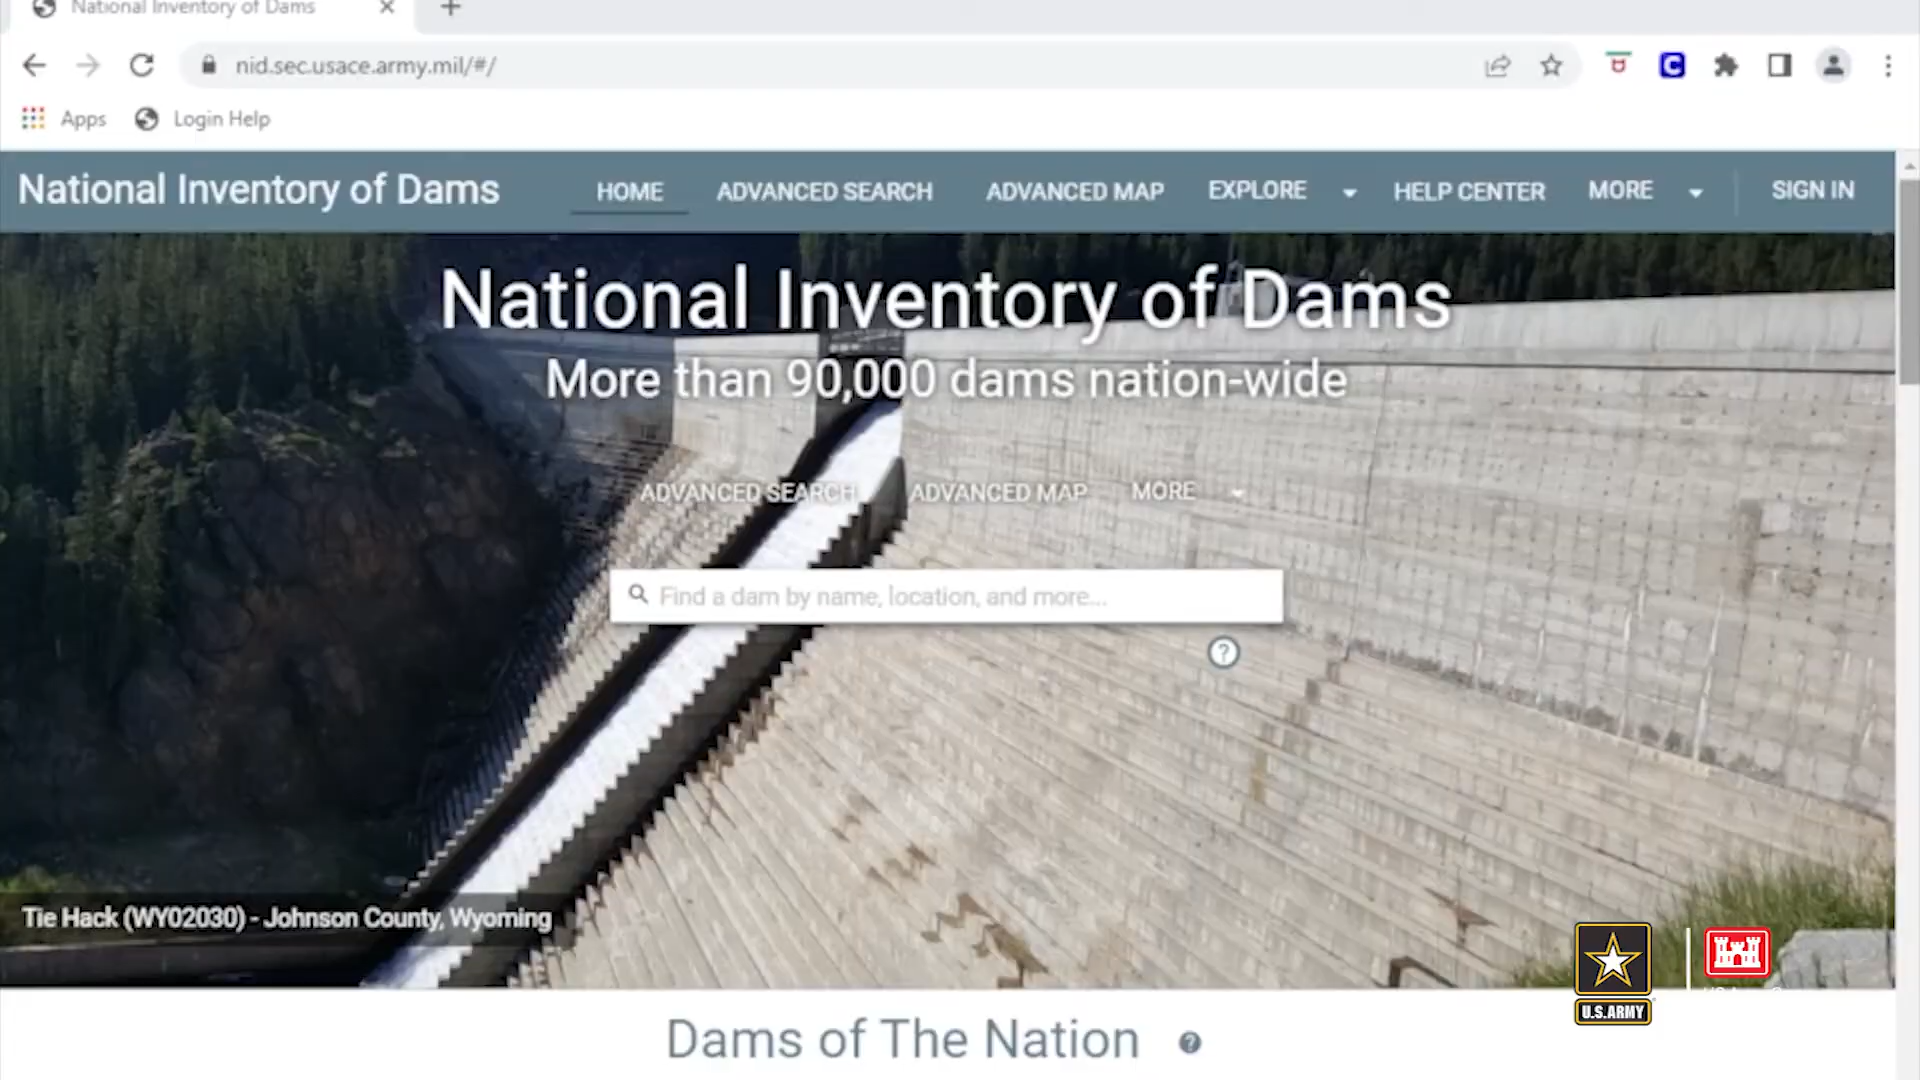 National Inventory of Dams
nid.sec.usace.army.mil/#/
Apps
Login Help
National Inventory of Dams
HOME
ADVANCED SEARCH
ADVANCED MAP
EXPLORE
HELP CENTER
MORE
SIGN IN
National Inventory of Dams
More than 90,000 dams nation-wide
ADVANCED SEARCH
ADVANCED MAP
MORE
Find a dam by name, location, and more...
Tie Hack (WY02030) - Johnson County, Wyoming
U.S.ARMY
Dams of The Nation